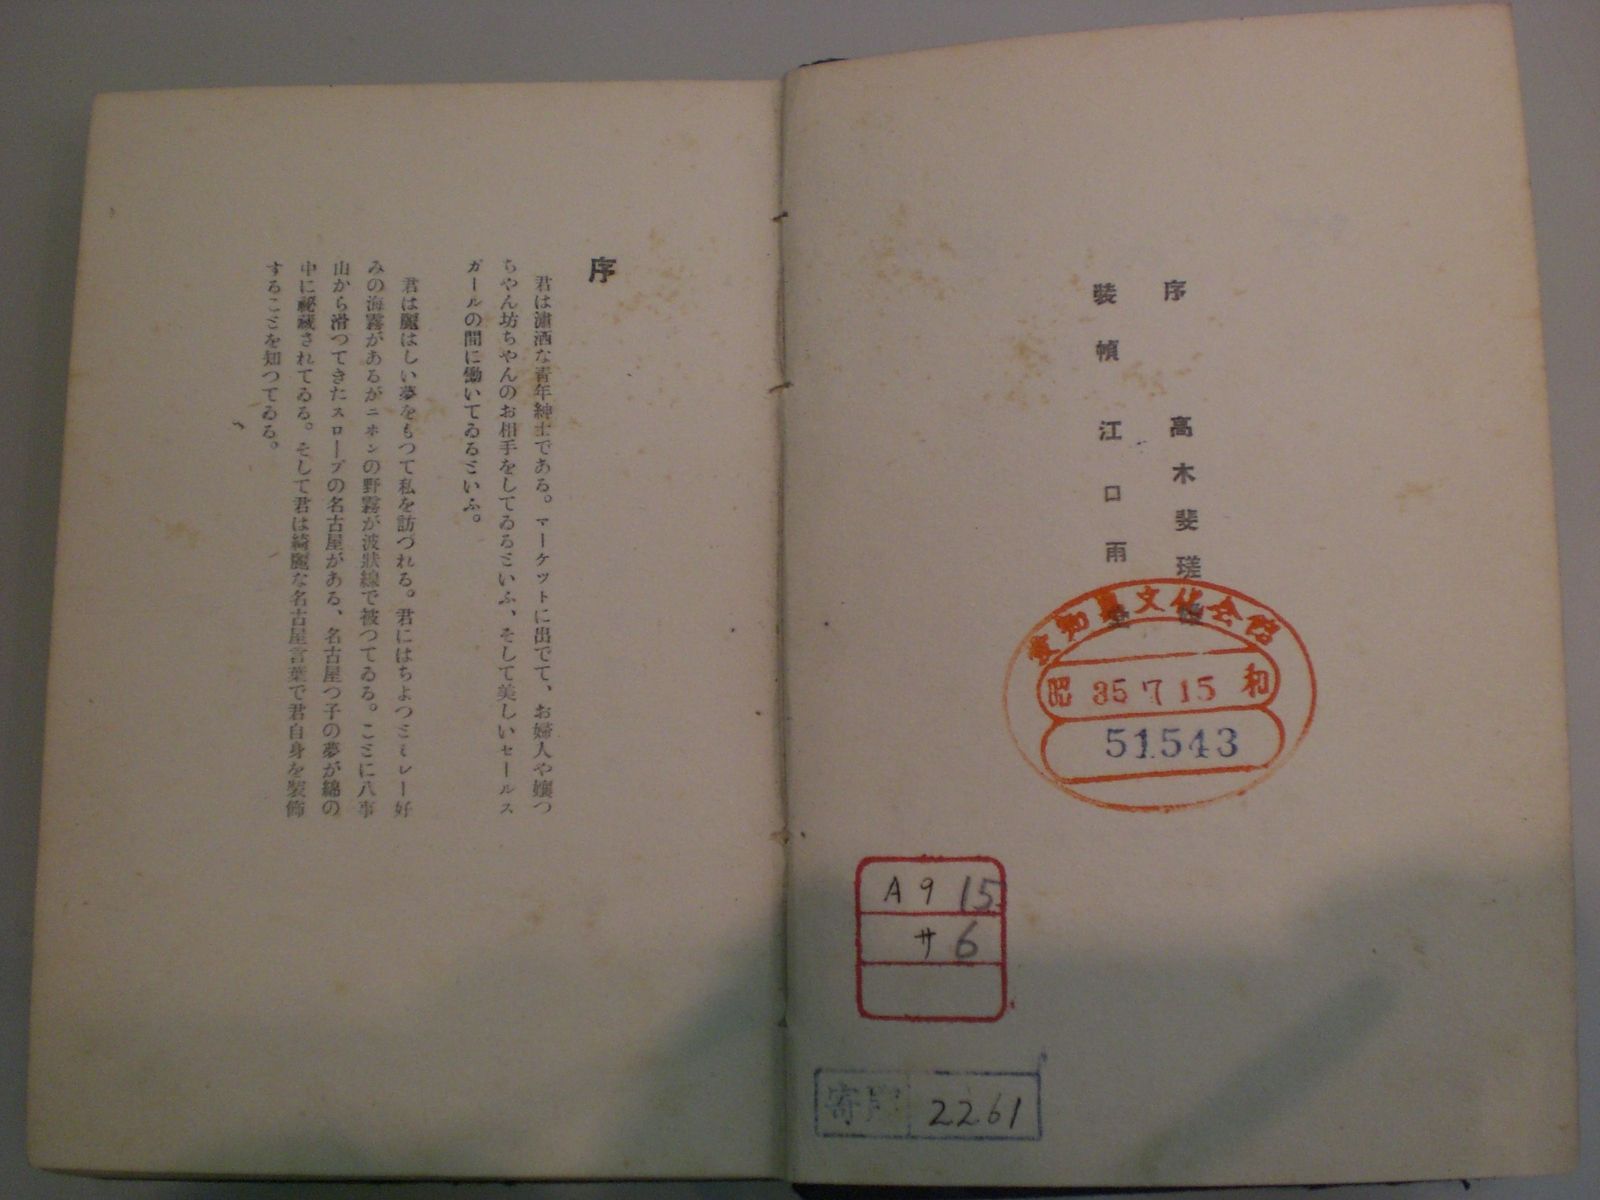 序 高木斐瑳雄
装幀 江口雨
愛知県文化会館
昭 35 7 15 和
51543
A 9 15
サ 6
寄 2261
序
君は瀟洒な青年紳士である。マーケットに出でて、お婦人や嬢つ
ちやん坊ちやんのお相手をしてゐるといふ、そして美しいセールス
ガールの間に働いてゐるといふ。
君は麗はしい夢をもつて私を訪づれる。君にはちよつとミレー好
みの海霧があるがニホンの野霧が波狀線で被つてゐる。ことに八事
山から滑つてきたスロープの名古屋がある、名古屋つ子の夢が綿の
中に祕藏されてゐる。そして君は綺麗な名古屋言葉で君自身を裝飾
することを知つてゐる。